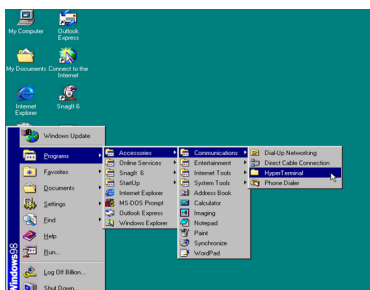 My Computer
Outlook
Express
My Documents
Connect to the
Internet
Internet
Explorer
SnagIt 6
Windows Update
Programs
Favorites
Documents
Settings
Find
Help
Run...
Log Off Billion...
Shut Down...
Windows98
Accessories
Online Services
SnagIt 6
StartUp
Internet Explorer
MS-DOS Prompt
Outlook Express
Windows Explorer
Communications
Entertainment
Internet Tools
System Tools
Address Book
Calculator
Imaging
Notepad
Paint
Synchronize
WordPad
Dial-Up Networking
Direct Cable Connection
HyperTerminal
Phone Dialer